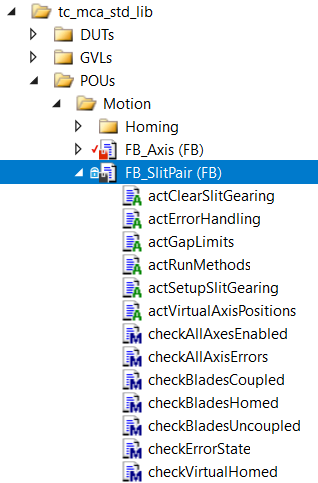 tc_mca_std_lib
DUTs
GVLs
POUs
Motion
Homing
FB_Axis (FB)
FB_SlitPair (FB)
actClearSlitGearing
actErrorHandling
actGapLimits
actRunMethods
actSetupSlitGearing
actVirtualAxisPositions
checkAllAxesEnabled
checkAllAxisErrors
checkBladesCoupled
checkBladesHomed
checkBladesUncoupled
checkErrorState
checkVirtualHomed